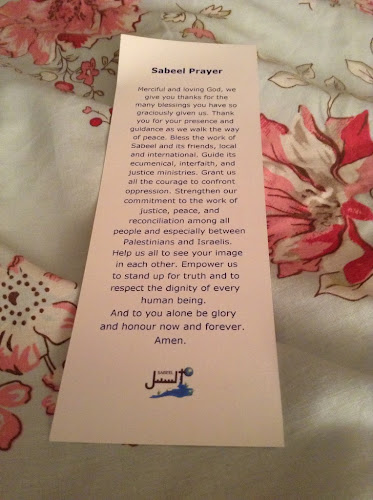 Sabeel Prayer
Merciful and loving God, we
give you thanks for the
many blessings you have so
graciously given us. Thank
you for your presence and
guidance as we walk the way
of peace. Bless the work of
Sabeel and its friends, local
and international. Guide its
ecumenical, interfaith, and
justice ministries. Grant us
all the courage to confront
oppression. Strengthen our
commitment to the work of
justice, peace, and
reconciliation among all
people and especially between
Palestinians and Israelis.
Help us all to see your image
in each other. Empower us
to stand up for truth and to
respect the dignity of every
human being.
And to you alone be glory
and honour now and forever.
Amen.
SABEEL
السبيل